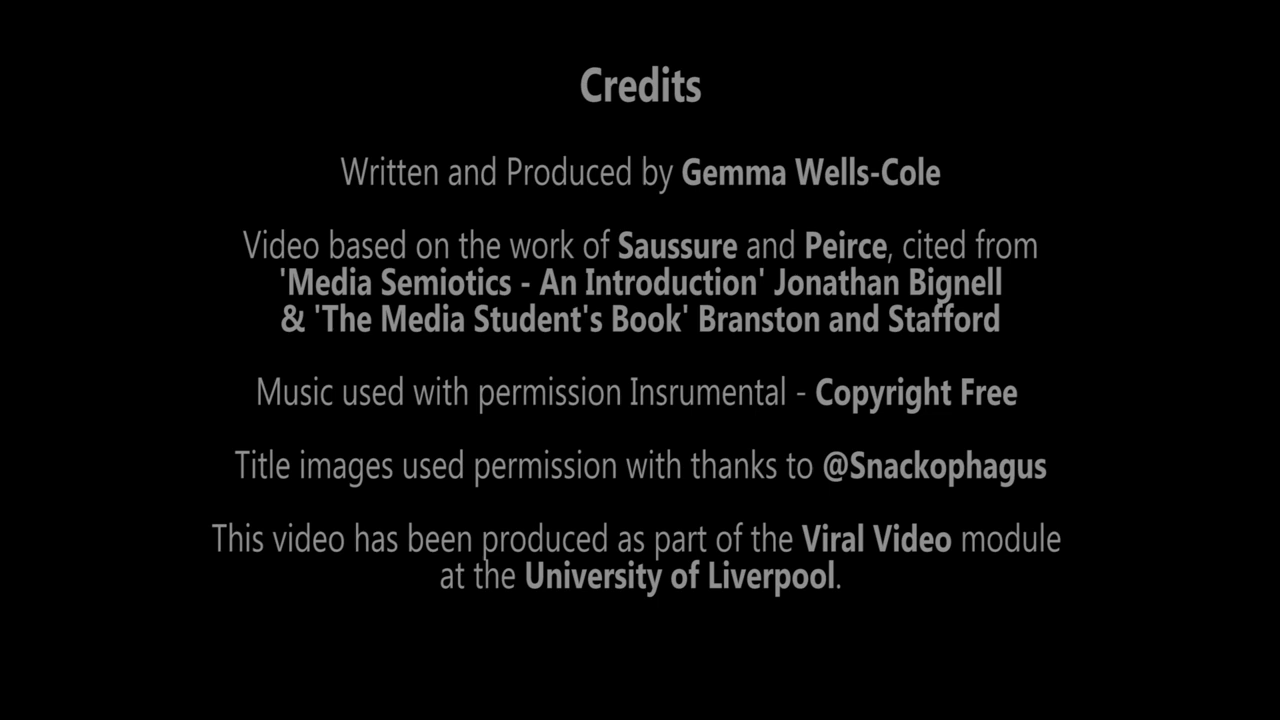 Credits
Written and Produced by Gemma Wells-Cole
Video based on the work of Saussure and Peirce, cited from
'Media Semiotics - An Introduction' Jonathan Bignell
& 'The Media Student's Book' Branston and Stafford
Music used with permission Insrumental - Copyright Free
Title images used permission with thanks to @Snackophagus
This video has been produced as part of the Viral Video module
at the University of Liverpool.